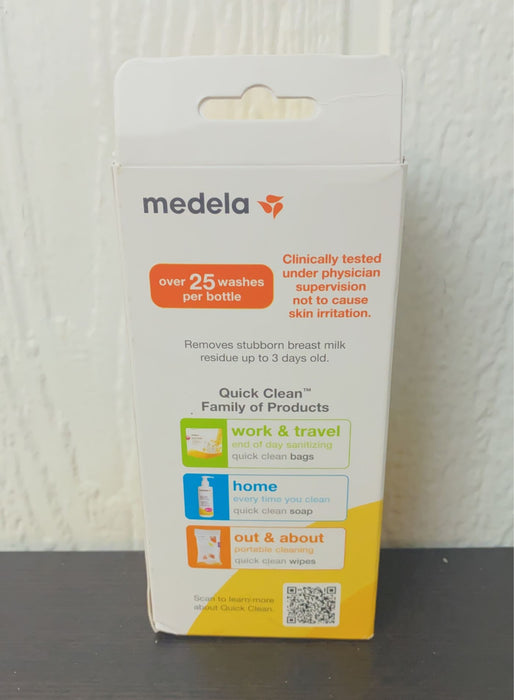 medela
over 25 washes
per bottle
Clinically tested
under physician
supervision
not to cause
skin irritation.
Removes stubborn breast milk
residue up to 3 days old.
Quick Clean™
Family of Products
work & travel
end of day sanitizing
quick clean bags
home
every time you clean
quick clean soap
out & about
portable cleaning
quick clean wipes
Scan to learn more
about Quick Clean.